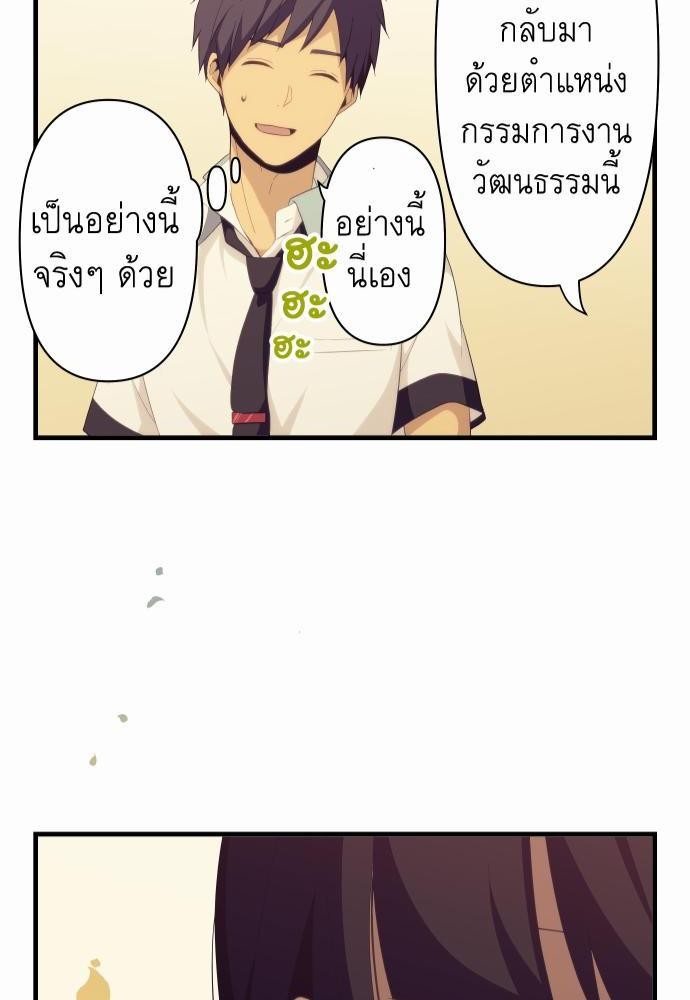 กลับมา
ด้วยตำแหน่ง
กรรมการงาน
วัฒนธรรมนี้
อย่างนี้
นี่เอง
ฮะ
ฮะ
ฮะ
เป็นอย่างนี้
จริงๆ ด้วย